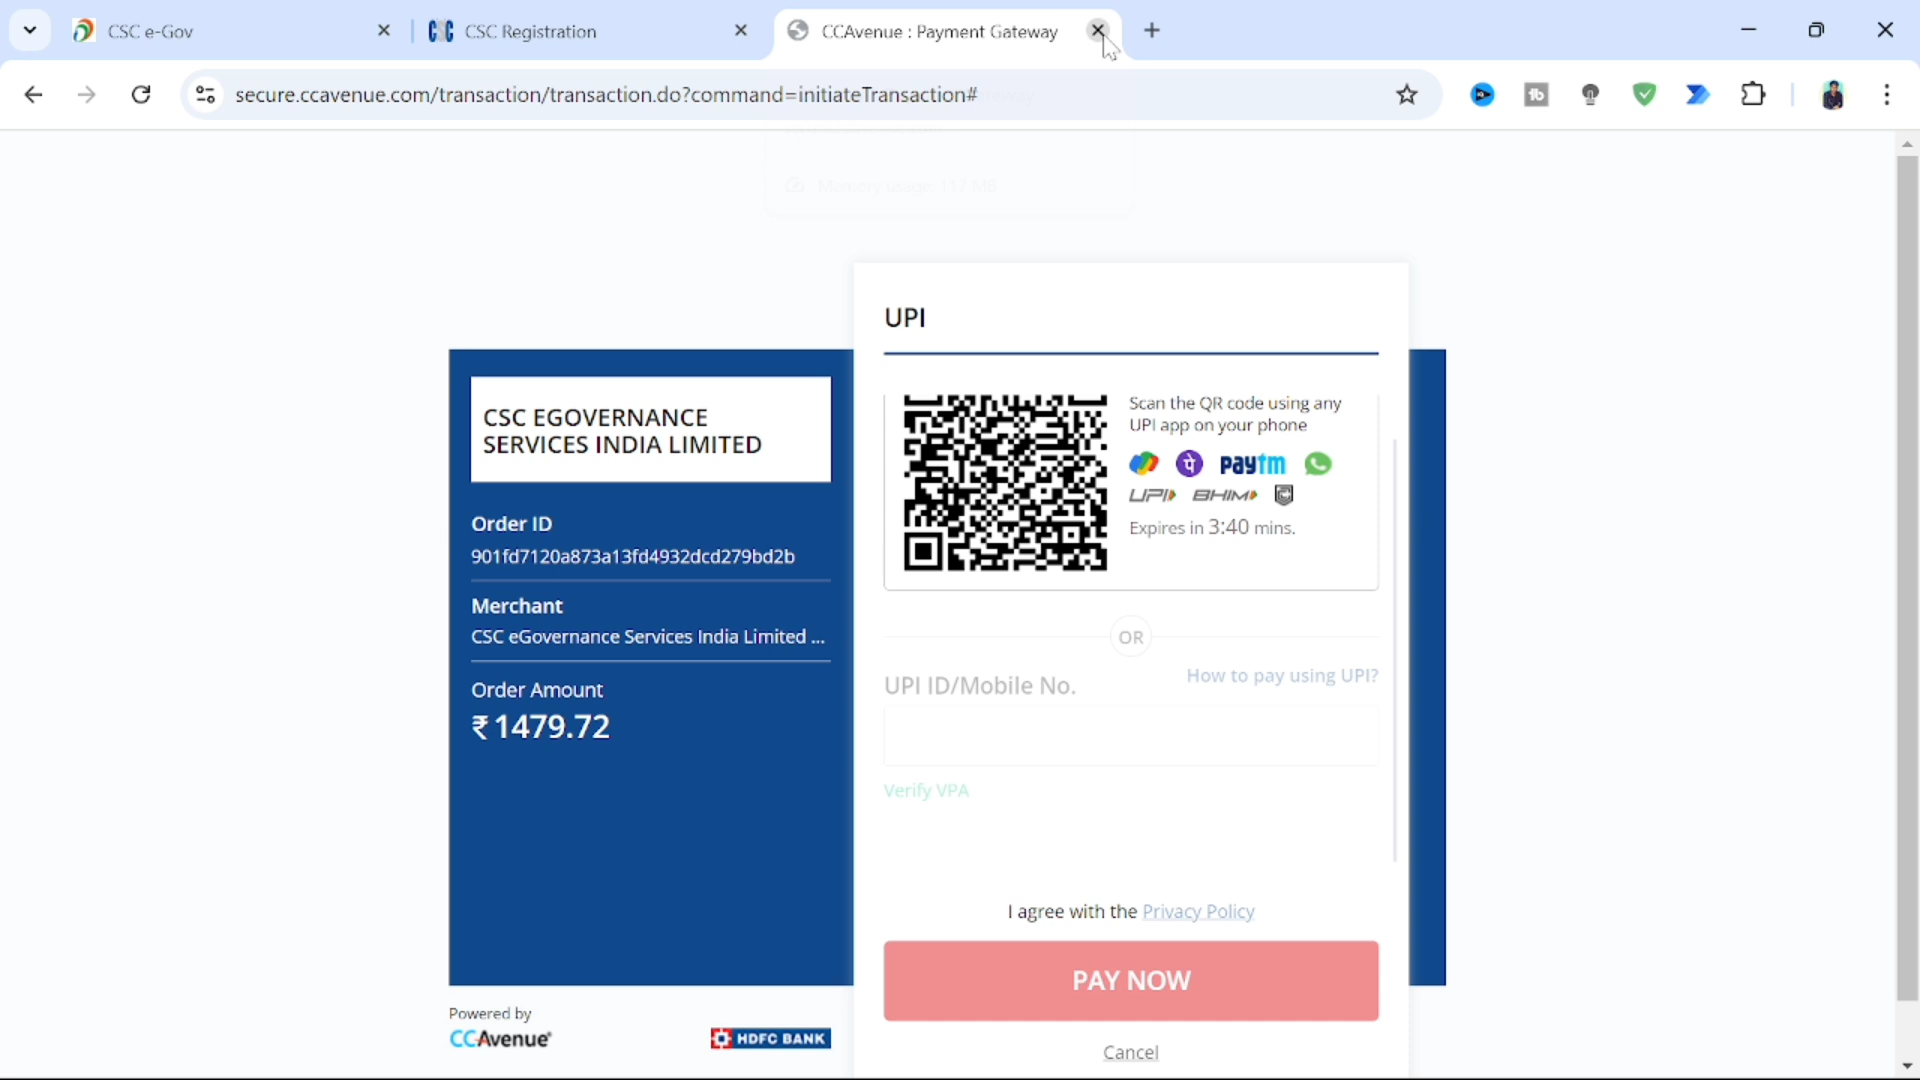 CSC e-Gov
CSC Registration
CCAvenue : Payment Gateway
secure.ccavenue.com/transaction/transaction.do?command=initiateTransaction#
Memory usage: 117 MB
UPI
CSC EGOVERNANCE
SERVICES INDIA LIMITED
Order ID
901fd7120a873a13fd4932dcd279bd2b
Merchant
CSC eGovernance Services India Limited ...
Order Amount
₹ 1479.72
Scan the QR code using any
UPI app on your phone
paytm
UPI BHIM
Expires in 3:40 mins.
OR
UPI ID/Mobile No.
How to pay using UPI?
Verify VPA
I agree with the Privacy Policy
PAY NOW
Cancel
Powered by
CCAvenue
HDFC BANK